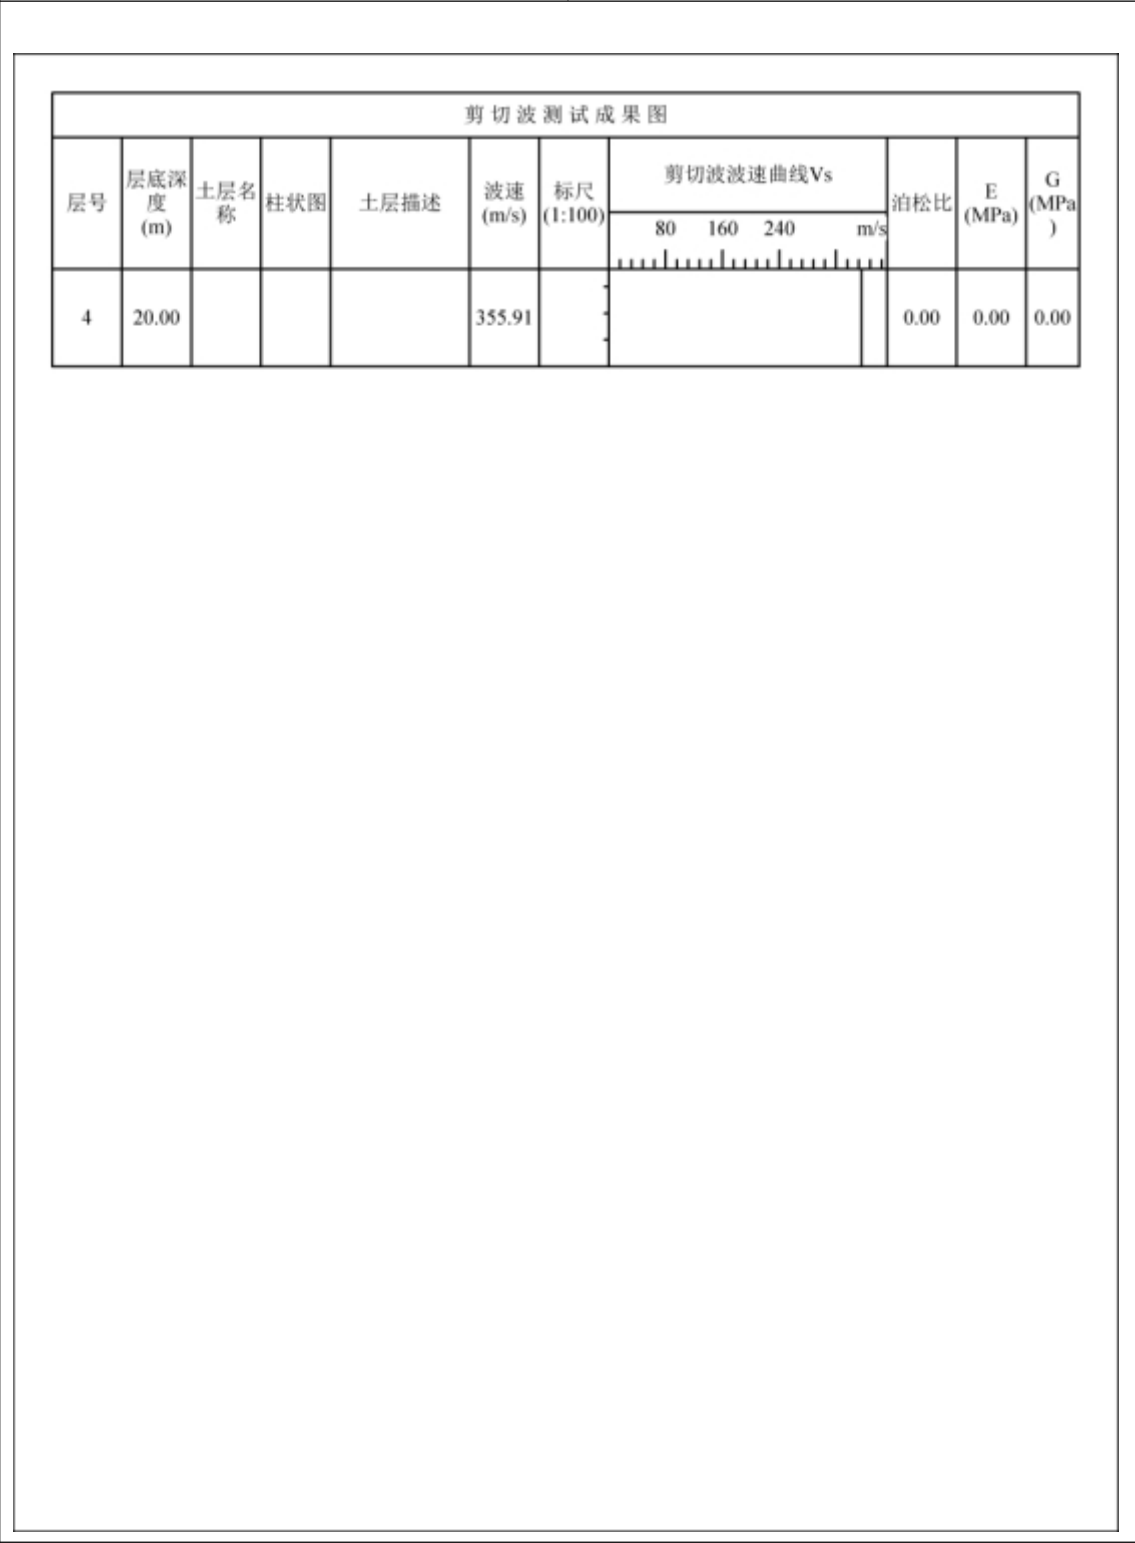 剪切波测试成果图
层号
层底深
度
(m)
土层名
称
柱状图
土层描述
波速
(m/s)
标尺
(1:100)
剪切波波速曲线Vs
80 160 240 m/s
泊松比
E
(MPa)
G
(MPa
)
4 20.00 355.91 0.00 0.00 0.00